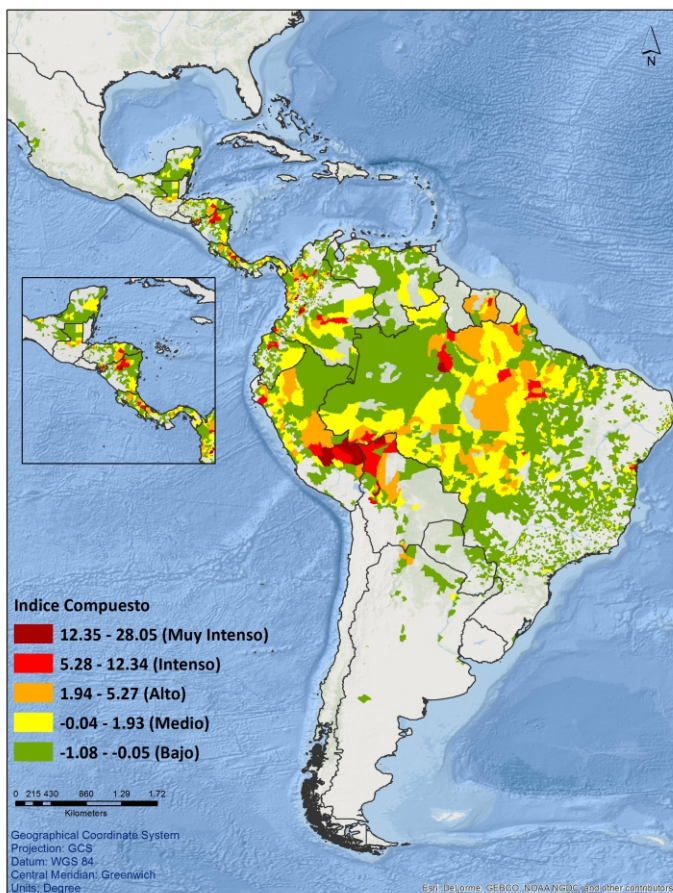 N
Indice Compuesto
12.35 - 28.05 (Muy Intenso)
5.28 - 12.34 (Intenso)
1.94 - 5.27 (Alto)
-0.04 - 1.93 (Medio)
-1.08 - -0.05 (Bajo)
0 215 430 860 1.29 1.72
Kilometers
Geographical Coordinate System
Projection: GCS
Datum: WGS 84
Central Meridian: Greenwich
Units: Degree
Esri, DeLorme, GEBCO, NOAA NGDC, and other contributors